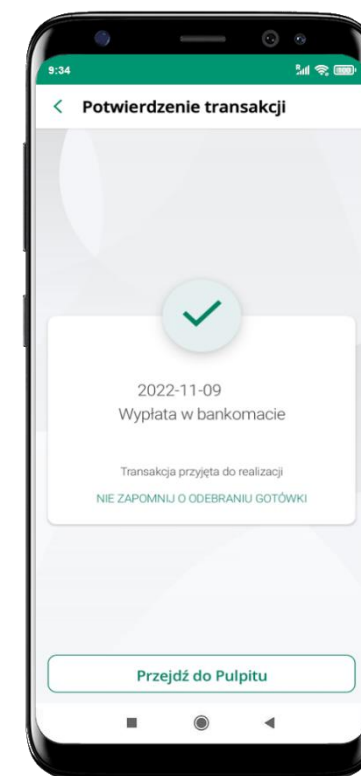 9:34
Potwierdzenie transakcji
2022-11-09
Wypłata w bankomacie
Transakcja przyjęta do realizacji
NIE ZAPOMNIJ O ODEBRANIU GOTÓWKI
Przejdź do Pulpitu